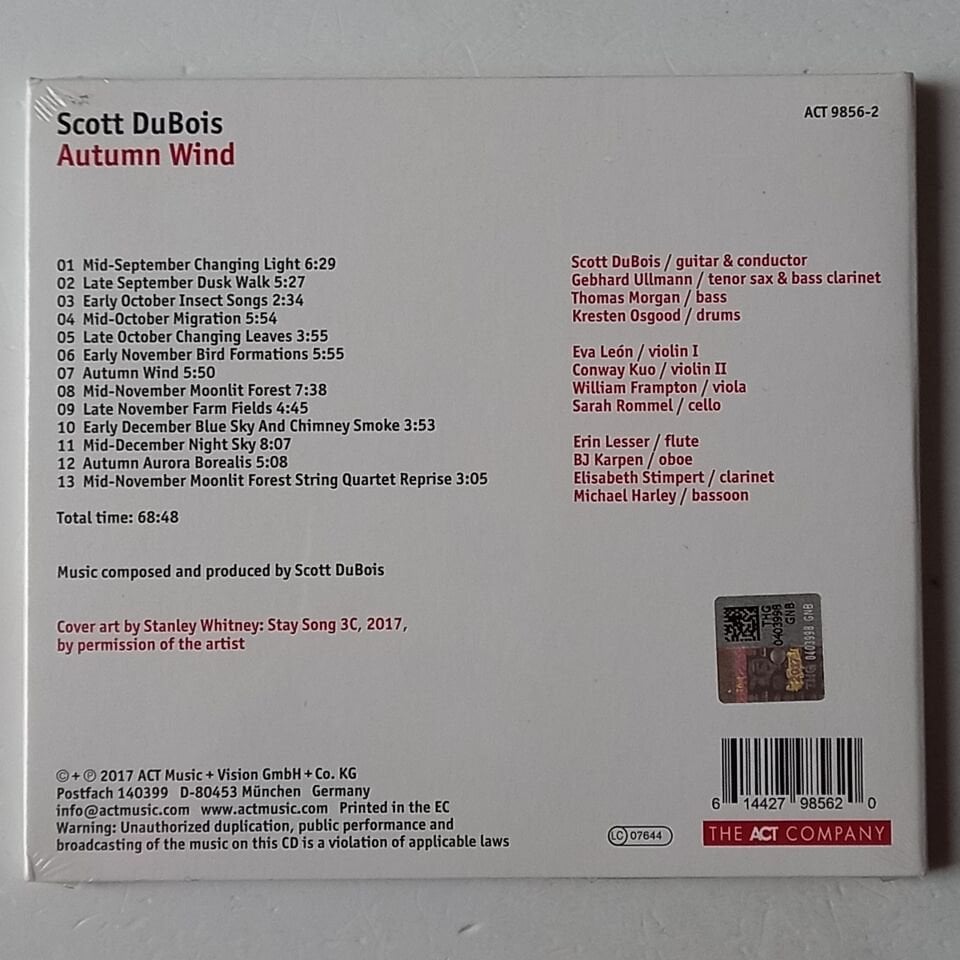 Scott DuBois
Autumn Wind
ACT 9856-2
01 Mid-September Changing Light 6:29
02 Late September Dusk Walk 5:27
03 Early October Insect Songs 2:34
04 Mid-October Migration 5:54
05 Late October Changing Leaves 3:55
06 Early November Bird Formations 5:55
07 Autumn Wind 5:50
08 Mid-November Moonlit Forest 7:38
09 Late November Farm Fields 4:45
10 Early December Blue Sky And Chimney Smoke 3:53
11 Mid-December Night Sky 8:07
12 Autumn Aurora Borealis 5:08
13 Mid-November Moonlit Forest String Quartet Reprise 3:05
Total time: 68:48
Music composed and produced by Scott DuBois
Cover art by Stanley Whitney: Stay Song 3C, 2017,
by permission of the artist
Scott DuBois / guitar & conductor
Gebhard Ullmann / tenor sax & bass clarinet
Thomas Morgan / bass
Kresten Osgood / drums
Eva León / violin I
Conway Kuo / violin II
William Frampton / viola
Sarah Rommel / cello
Erin Lesser / flute
BJ Karpen / oboe
Elisabeth Stimpert / clarinet
Michael Harley / bassoon
THG
0403998
GNB
THG 0403998 GNB
© + ℗ 2017 ACT Music + Vision GmbH + Co. KG
Postfach 140399 D-80453 München Germany
info@actmusic.com www.actmusic.com Printed in the EC
Warning: Unauthorized duplication, public performance and
broadcasting of the music on this CD is a violation of applicable laws
LC 07644
6 14427 98562 0
THE ACT COMPANY